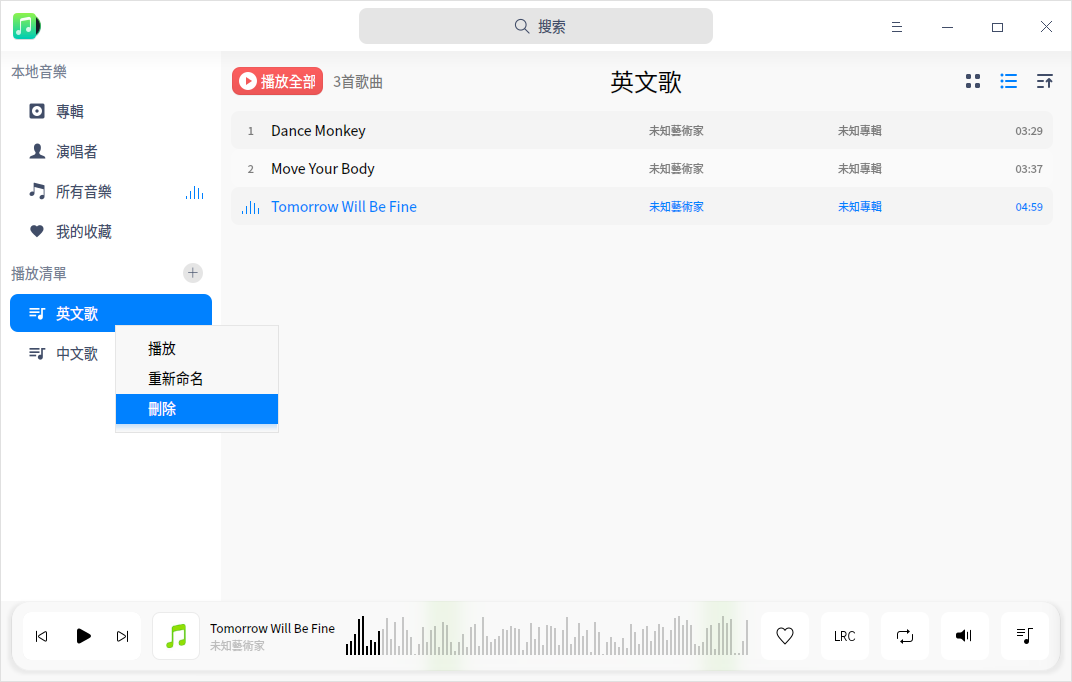 搜索
本地音樂
專輯
演唱者
所有音樂
我的收藏
播放清單
英文歌
中文歌
播放
重新命名
刪除
播放全部 3首歌曲 英文歌
1 Dance Monkey 未知藝術家 未知專輯 03:29
2 Move Your Body 未知藝術家 未知專輯 03:37
Tomorrow Will Be Fine 未知藝術家 未知專輯 04:59
Tomorrow Will Be Fine
未知藝術家
LRC